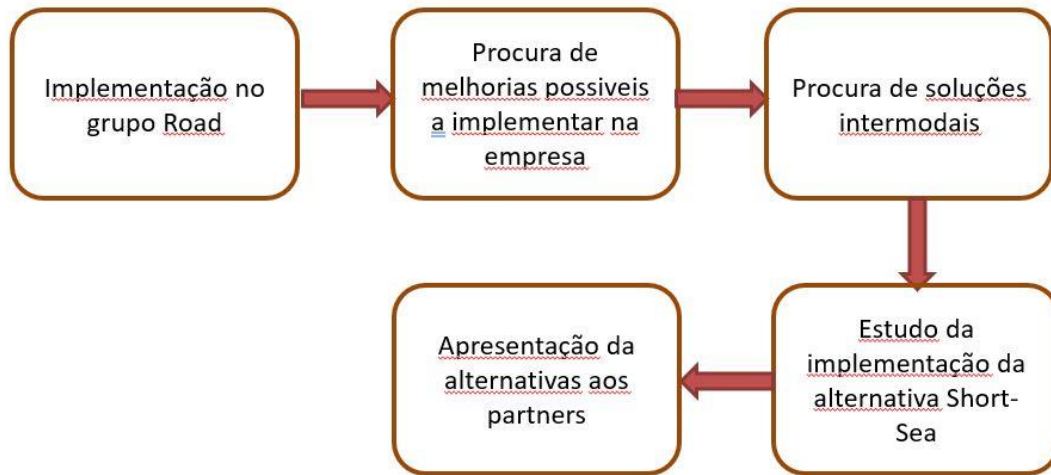 Implementação no
grupo Road
Procura de
melhorias possiveis
a implementar na
empresa
Procura de soluções
intermodais
Estudo da
implementação da
alternativa Short-
Sea
Apresentação da
alternativas aos
partners